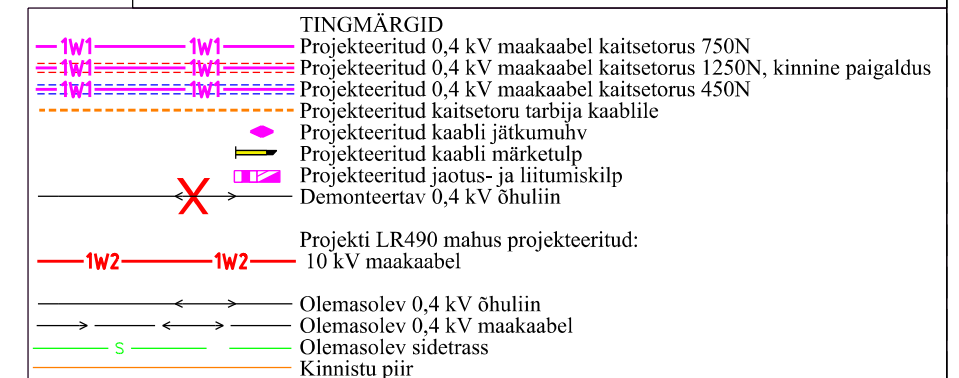 TINGMÄRGID
1W1 1W1 Projekteeritud 0,4 kV maakaabel kaitsetorus 750N
1W1 1W1 Projekteeritud 0,4 kV maakaabel kaitsetorus 1250N, kinnine paigaldus
1W1 1W1 Projekteeritud 0,4 kV maakaabel kaitsetorus 450N
Projekteeritud kaitsetoru tarbija kaablile
Projekteeritud kaabli jätkumuhv
Projekteeritud kaabli märketulp
Projekteeritud jaotus- ja liitumiskilp
X Demonteertav 0,4 kV õhuliin
Projekti LR490 mahus projekteeritud:
1W2 1W2 10 kV maakaabel
Olemasolev 0,4 kV õhuliin
Olemasolev 0,4 kV maakaabel
S Olemasolev sidetrass
Kinnistu piir